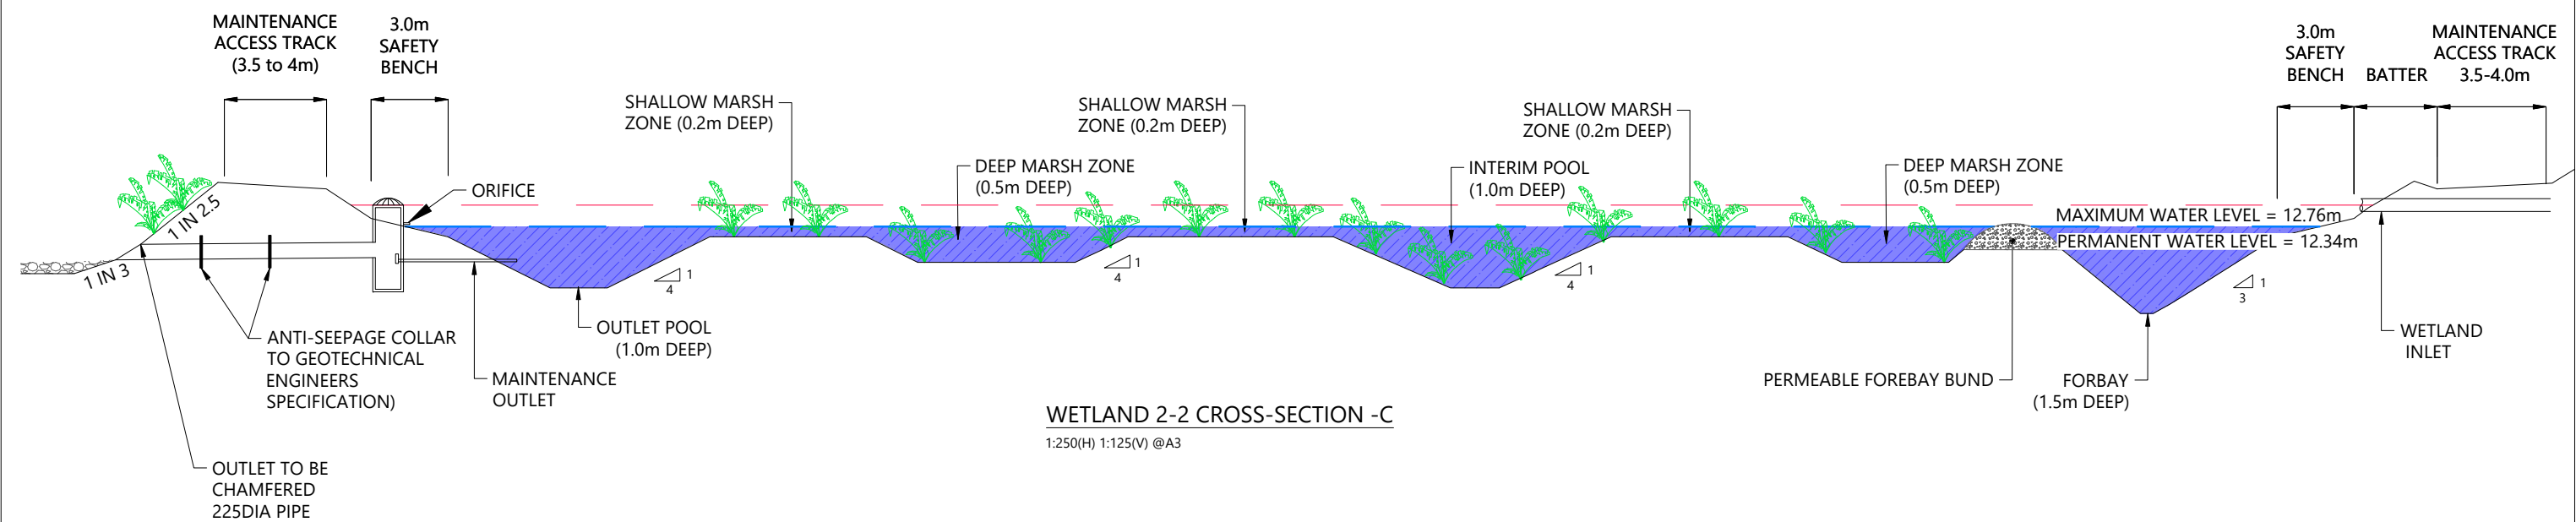 MAINTENANCE
ACCESS TRACK
(3.5 to 4m)
3.0m
SAFETY
BENCH
3.0m
SAFETY
BENCH
BATTER
MAINTENANCE
ACCESS TRACK
3.5-4.0m
SHALLOW MARSH
ZONE (0.2m DEEP)
SHALLOW MARSH
ZONE (0.2m DEEP)
SHALLOW MARSH
ZONE (0.2m DEEP)
ORIFICE
DEEP MARSH ZONE
(0.5m DEEP)
INTERIM POOL
(1.0m DEEP)
DEEP MARSH ZONE
(0.5m DEEP)
1 IN 2.5
1 IN 3
MAXIMUM WATER LEVEL = 12.76m
PERMANENT WATER LEVEL = 12.34m
1
4
1
4
1
4
1
3
ANTI-SEEPAGE COLLAR
TO GEOTECHNICAL
ENGINEERS
SPECIFICATION)
OUTLET POOL
(1.0m DEEP)
MAINTENANCE
OUTLET
PERMEABLE FOREBAY BUND
FORBAY
(1.5m DEEP)
WETLAND
INLET
OUTLET TO BE
CHAMFERED
225DIA PIPE
WETLAND 2-2 CROSS-SECTION -C
1:250(H) 1:125(V) @A3